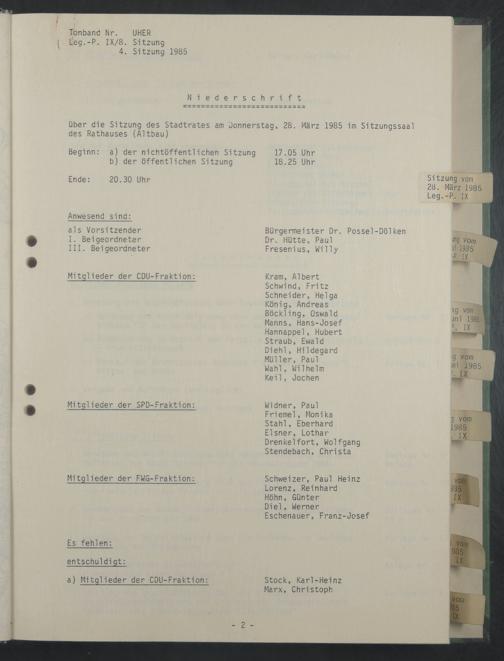 Tonband Nr. UHER
Leg.-P. IX/8. Sitzung
4. Sitzung 1985
Niederschrift
über die Sitzung des Stadtrates am Donnerstag, 28. März 1985 im Sitzungssaal
des Rathauses (Altbau)
Beginn: a) der nichtöffentlichen Sitzung 17.05 Uhr
b) der öffentlichen Sitzung 18.25 Uhr
Ende: 20.30 Uhr
Sitzung vom
28. März 1985
Leg.-P. IX
Anwesend sind:
als Vorsitzender Bürgermeister Dr. Possel-Dölken
I. Beigeordneter Dr. Hütte, Paul
III. Beigeordneter Fresenius, Willy
Mitglieder der CDU-Fraktion: Kram, Albert
Schwind, Fritz
Schneider, Helga
König, Andreas
Böckling, Oswald
Manns, Hans-Josef
Hannappel, Hubert
Straub, Ewald
Diehl, Hildegard
Müller, Paul
Wahl, Wilhelm
Keil, Jochen
Mitglieder der SPD-Fraktion: Widner, Paul
Friemel, Monika
Stahl, Eberhard
Elsner, Lothar
Drenkelfort, Wolfgang
Stendebach, Christa
Mitglieder der FWG-Fraktion: Schweizer, Paul Heinz
Lorenz, Reinhard
Höhn, Günter
Diel, Werner
Eschenauer, Franz-Josef
Es fehlen:
entschuldigt:
a) Mitglieder der CDU-Fraktion: Stock, Karl-Heinz
Marx, Christoph
- 2 -